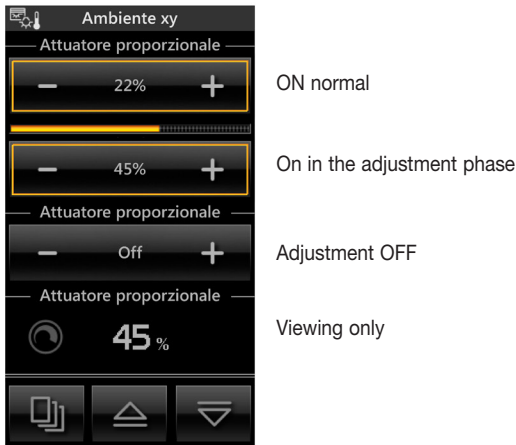 Ambiente xy
Attuatore proporzionale
− 22% +
ON normal
− 45% +
On in the adjustment phase
Attuatore proporzionale
− Off +
Adjustment OFF
Attuatore proporzionale
45 %
Viewing only